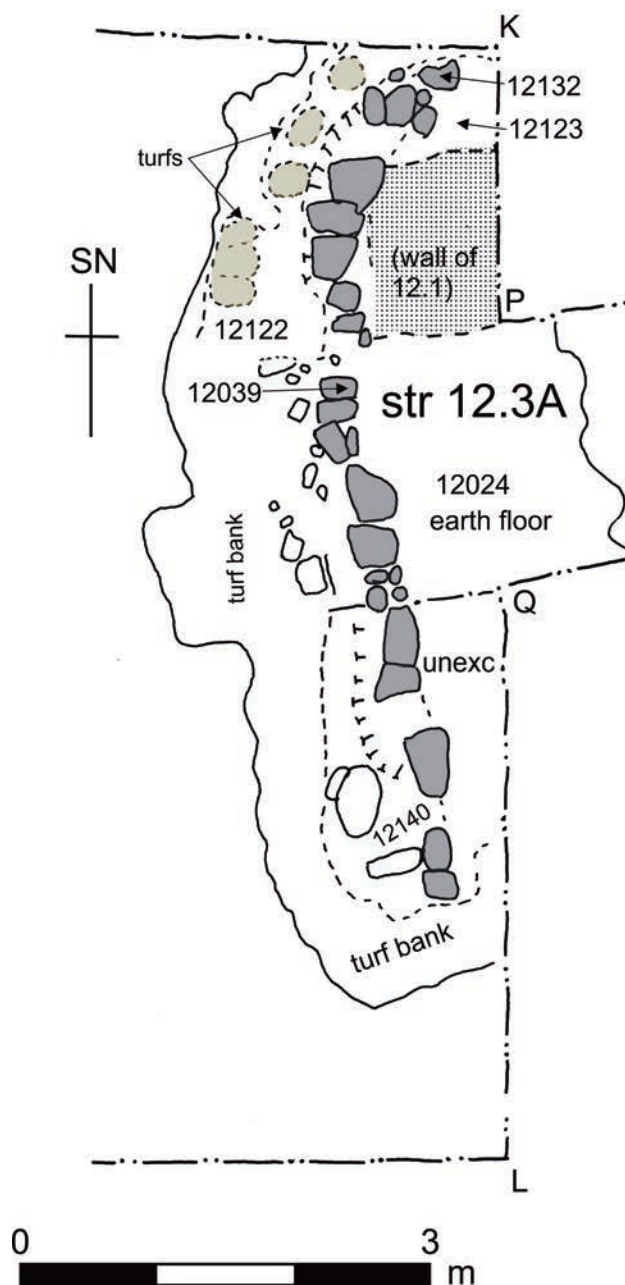 K
12132
12123
turfs
SN
(wall of
12.1)
P
12122
12039
str 12.3A
12024
earth floor
turf bank
Q
unexc
12140
turf bank
L
0
3
m